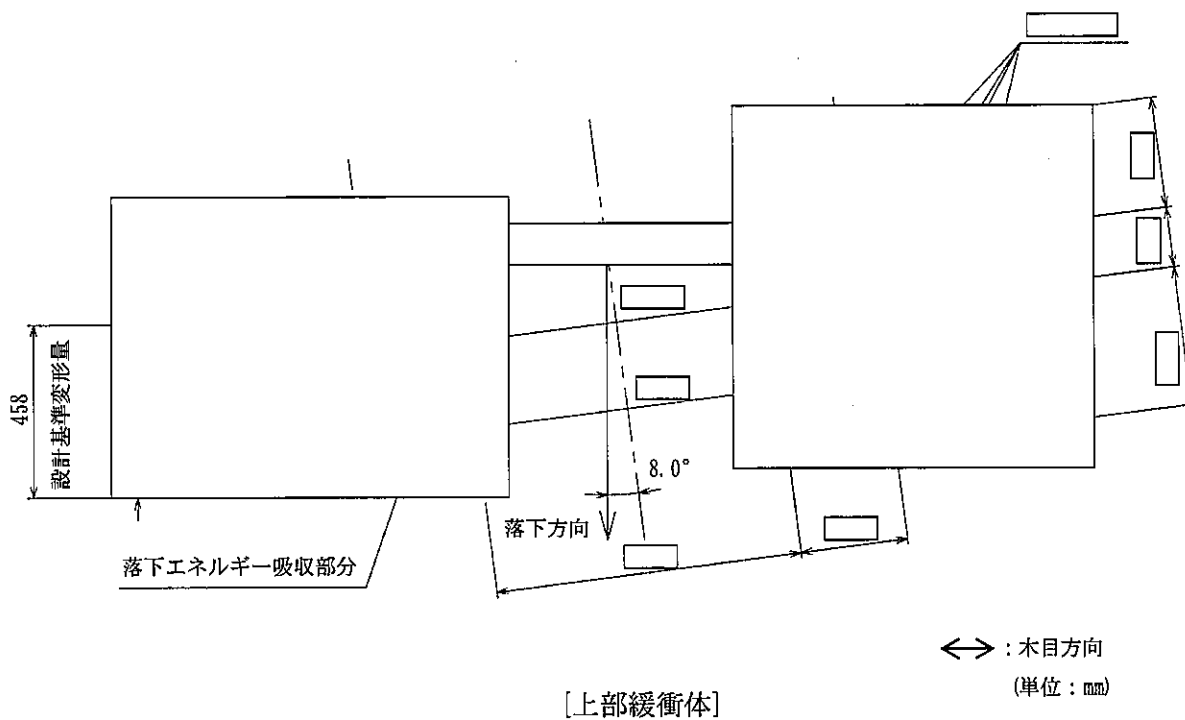 458
設計基準変形量
8.0°
落下方向
落下エネルギー吸収部分
：木目方向
(単位：mm)
[上部緩衝体]